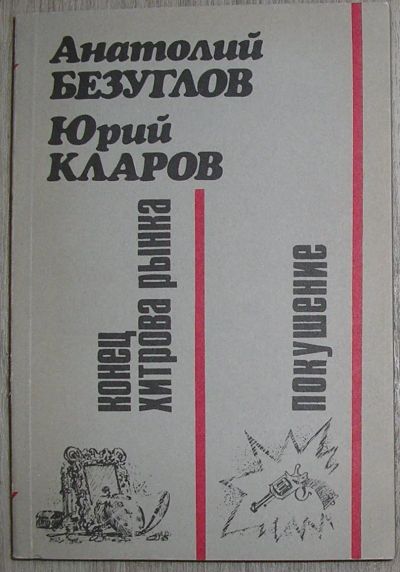 Анатолий
БЕЗУГЛОВ
Юрий
КЛАРОВ
конец
хитрова рынка
покушение